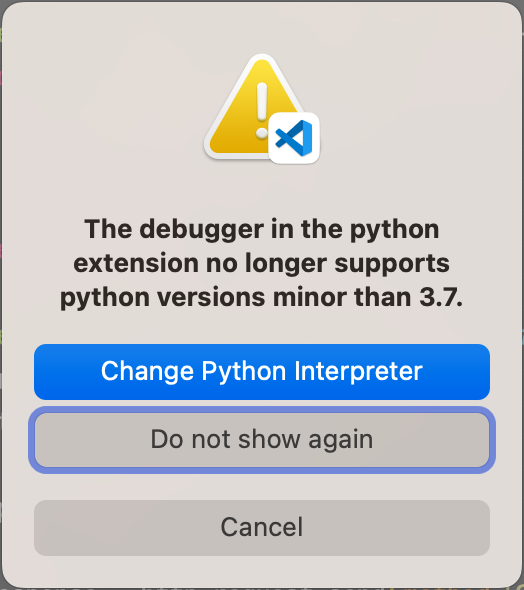 The debugger in the python
extension no longer supports
python versions minor than 3.7.
Change Python Interpreter
Do not show again
Cancel